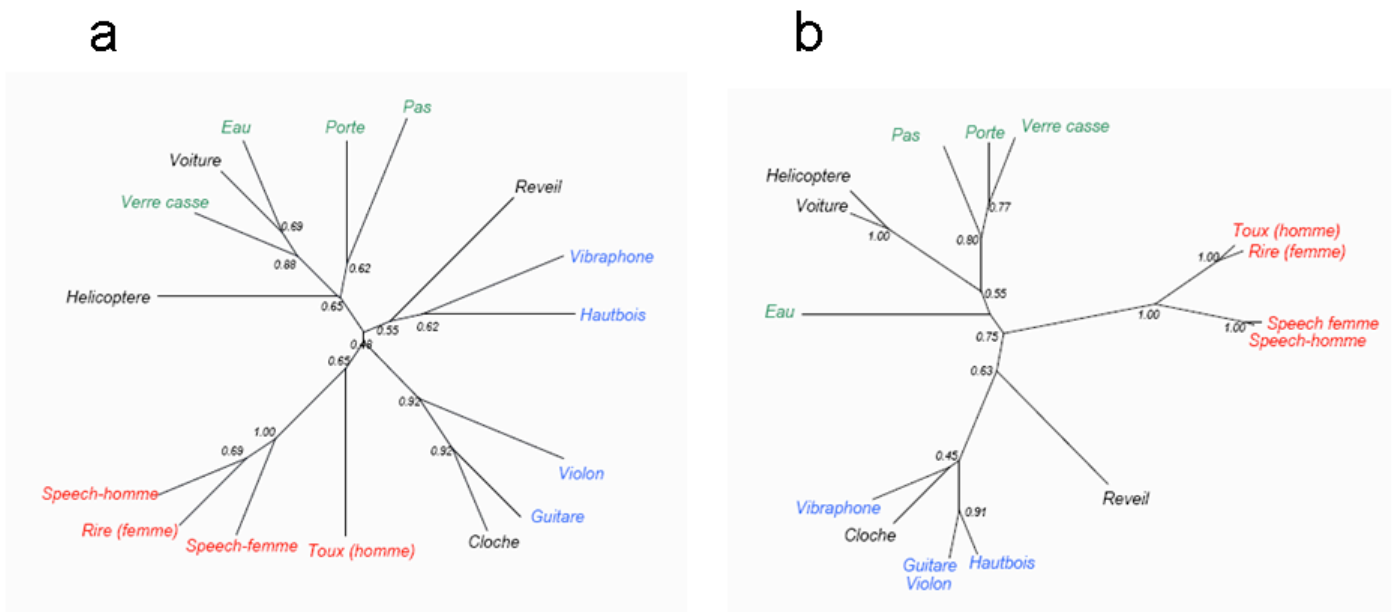 a
Pas
Eau
Porte
Voiture
Reveil
Verre casse
0.69
Vibraphone
0.88
0.62
Helicoptere
0.65
Hautbois
0.55
0.62
0.48
0.65
0.92
1.00
0.69
0.92
Violon
Speech-homme
Guitare
Rire (femme)
Speech-femme
Toux (homme)
Cloche
b
Verre casse
Pas
Porte
Helicoptere
Voiture
0.77
1.00
0.80
Toux (homme)
1.00
Rire (femme)
0.55
Eau
1.00
1.00
Speech femme
Speech-homme
0.75
0.63
0.45
Reveil
Vibraphone
0.91
Cloche
Guitare
Hautbois
Violon